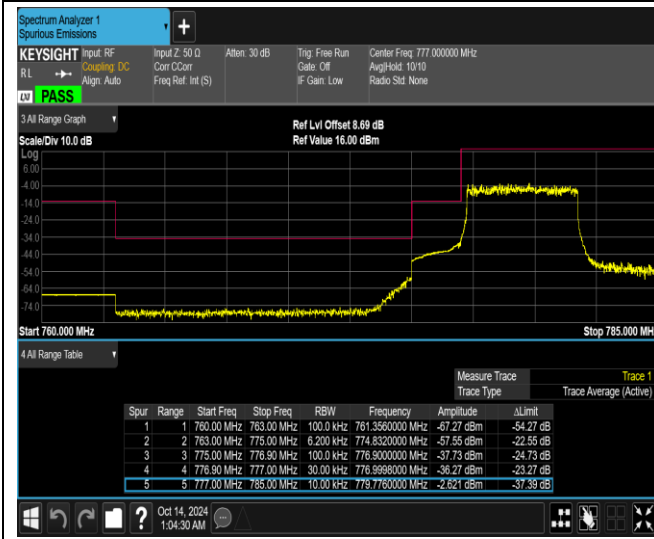 Spectrum Analyzer 1
Spurious Emissions
+
KEYSIGHT Input: RF Input Z: 50 Ω Atten: 30 dB Trig: Free Run Center Freq: 777.000000 MHz
RL Coupling: DC Corr CCorr Gate: Off Avg|Hold: 10/10
Align: Auto Freq Ref: Int (S) IF Gain: Low Radio Std: None
LXI PASS
3 All Range Graph
Ref Lvl Offset 8.69 dB
Scale/Div 10.0 dB Ref Value 16.00 dBm
Log
6.00
-4.00
-14.0
-24.0
-34.0
-44.0
-54.0
-64.0
-74.0
Start 760.000 MHz Stop 785.000 MH
4 All Range Table
Measure Trace Trace 1
Trace Type Trace Average (Active)
Spur Range Start Freq Stop Freq RBW Frequency Amplitude ΔLimit
1 1 760.00 MHz 763.00 MHz 100.0 kHz 761.3560000 MHz -67.27 dBm -54.27 dB
2 2 763.00 MHz 775.00 MHz 6.200 kHz 774.8320000 MHz -57.55 dBm -22.55 dB
3 3 775.00 MHz 776.90 MHz 100.0 kHz 776.9000000 MHz -37.73 dBm -24.73 dB
4 4 776.90 MHz 777.00 MHz 30.00 kHz 776.9998000 MHz -36.27 dBm -23.27 dB
5 5 777.00 MHz 785.00 MHz 10.00 kHz 779.7760000 MHz -2.621 dBm -37.39 dB
?
Oct 14, 2024
1:04:30 AM